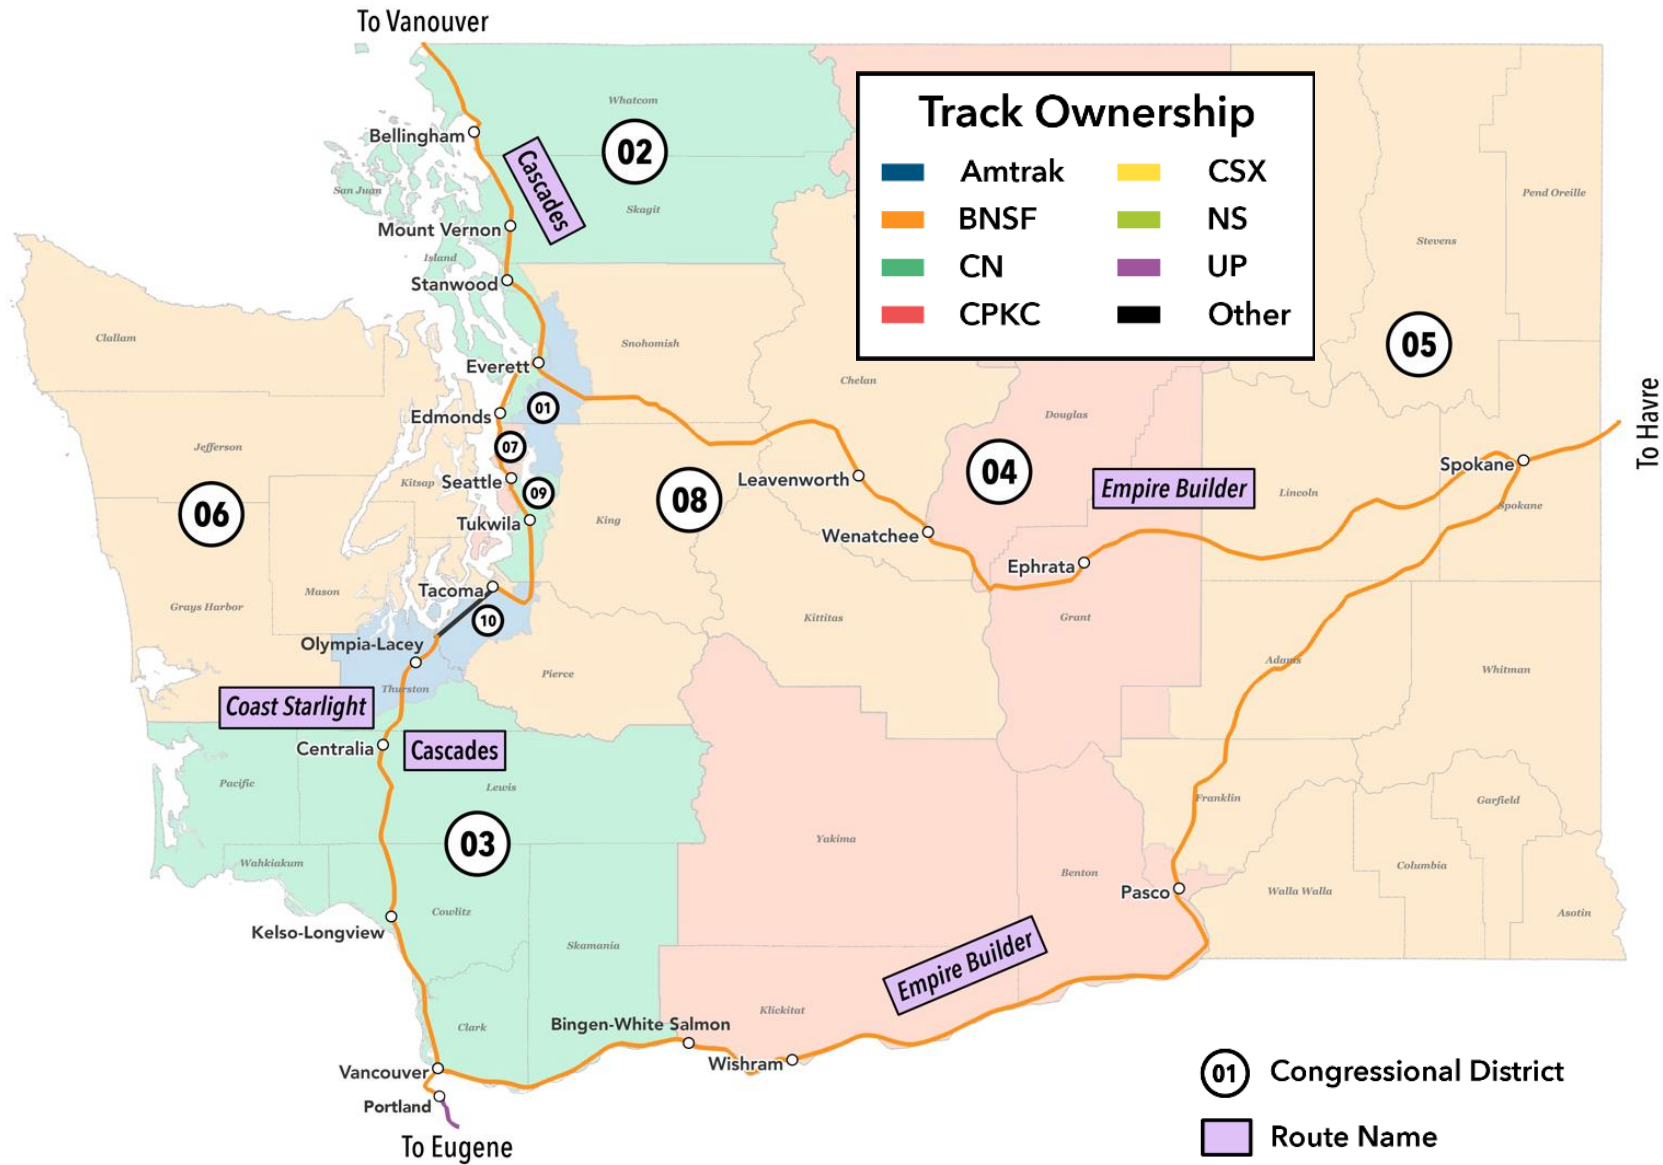 To Vanouver
Whatcom
Bellingham
02
Cascades
San Juan
Skagit
Mount Vernon
Island
Stanwood
Track Ownership
Amtrak
CSX
BNSF
NS
CN
UP
CPKC
Other
Pend Oreille
Stevens
05
Clallam
Snohomish
Everett
Chelan
Edmonds
01
Douglas
To Havre
Jefferson
07
Kitsap
Seattle
09
08
Leavenworth
04
Empire Builder
Lincoln
Spokane
Spokane
06
Tukwila
King
Wenatchee
Ephrata
Tacoma
Mason
Grays Harbor
10
Kittitas
Grant
Olympia-Lacey
Adams
Whitman
Pierce
Thurston
Coast Starlight
Centralia
Cascades
Pacific
Lewis
Franklin
Garfield
03
Yakima
Wahkiakum
Benton
Columbia
Pasco
Walla Walla
Cowlitz
Asotin
Kelso-Longview
Skamania
Empire Builder
Klickitat
Clark
Bingen-White Salmon
Wishram
Vancouver
Portland
To Eugene
01 Congressional District
Route Name